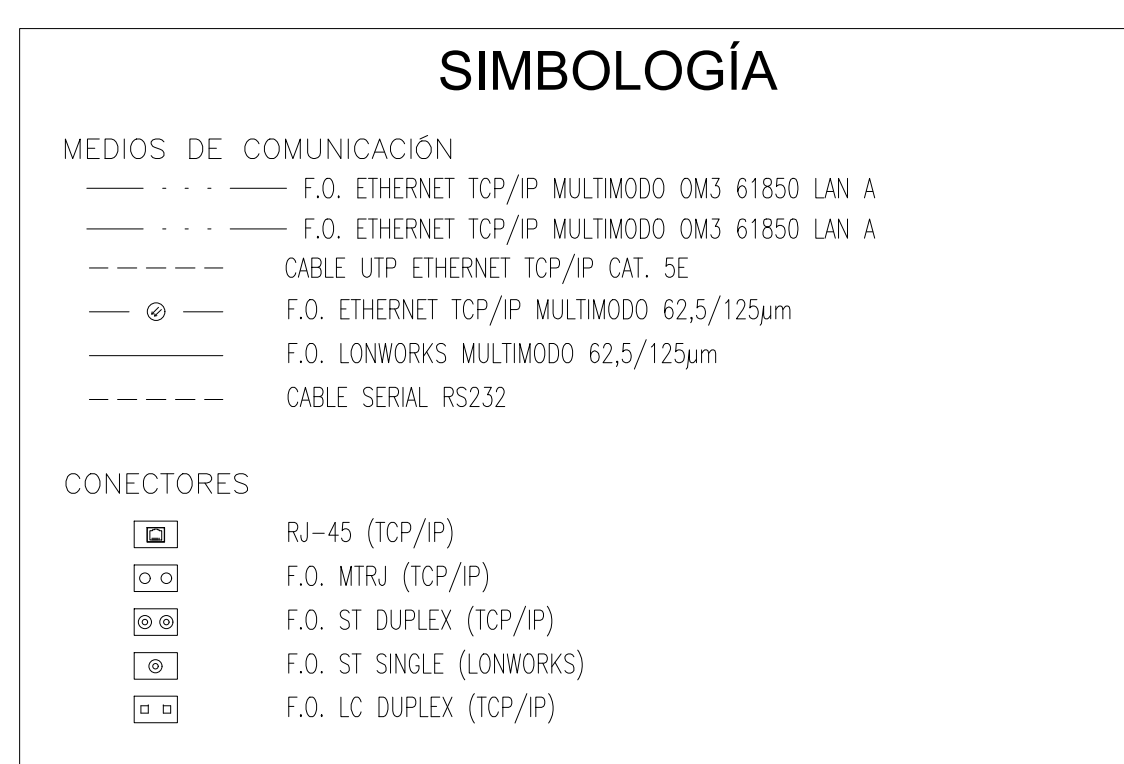 SIMBOLOGÍA
MEDIOS DE COMUNICACIÓN
F.O. ETHERNET TCP/IP MULTIMODO OM3 61850 LAN A
F.O. ETHERNET TCP/IP MULTIMODO OM3 61850 LAN A
CABLE UTP ETHERNET TCP/IP CAT. 5E
F.O. ETHERNET TCP/IP MULTIMODO 62,5/125µm
F.O. LONWORKS MULTIMODO 62,5/125µm
CABLE SERIAL RS232
CONECTORES
RJ-45 (TCP/IP)
F.O. MTRJ (TCP/IP)
F.O. ST DUPLEX (TCP/IP)
F.O. ST SINGLE (LONWORKS)
F.O. LC DUPLEX (TCP/IP)